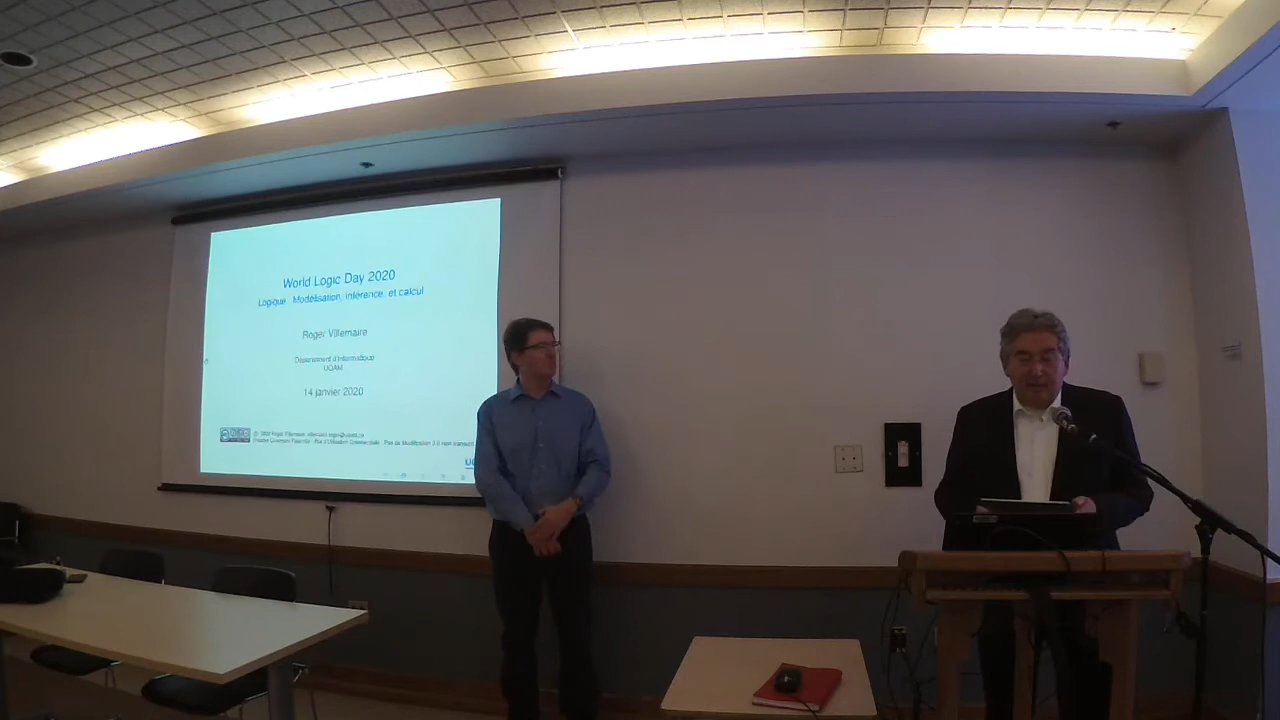 World Logic Day 2020
Logique : Modélisation, inférence, et calcul
Roger Villemaire
Département d'informatique
UQAM
14 janvier 2020